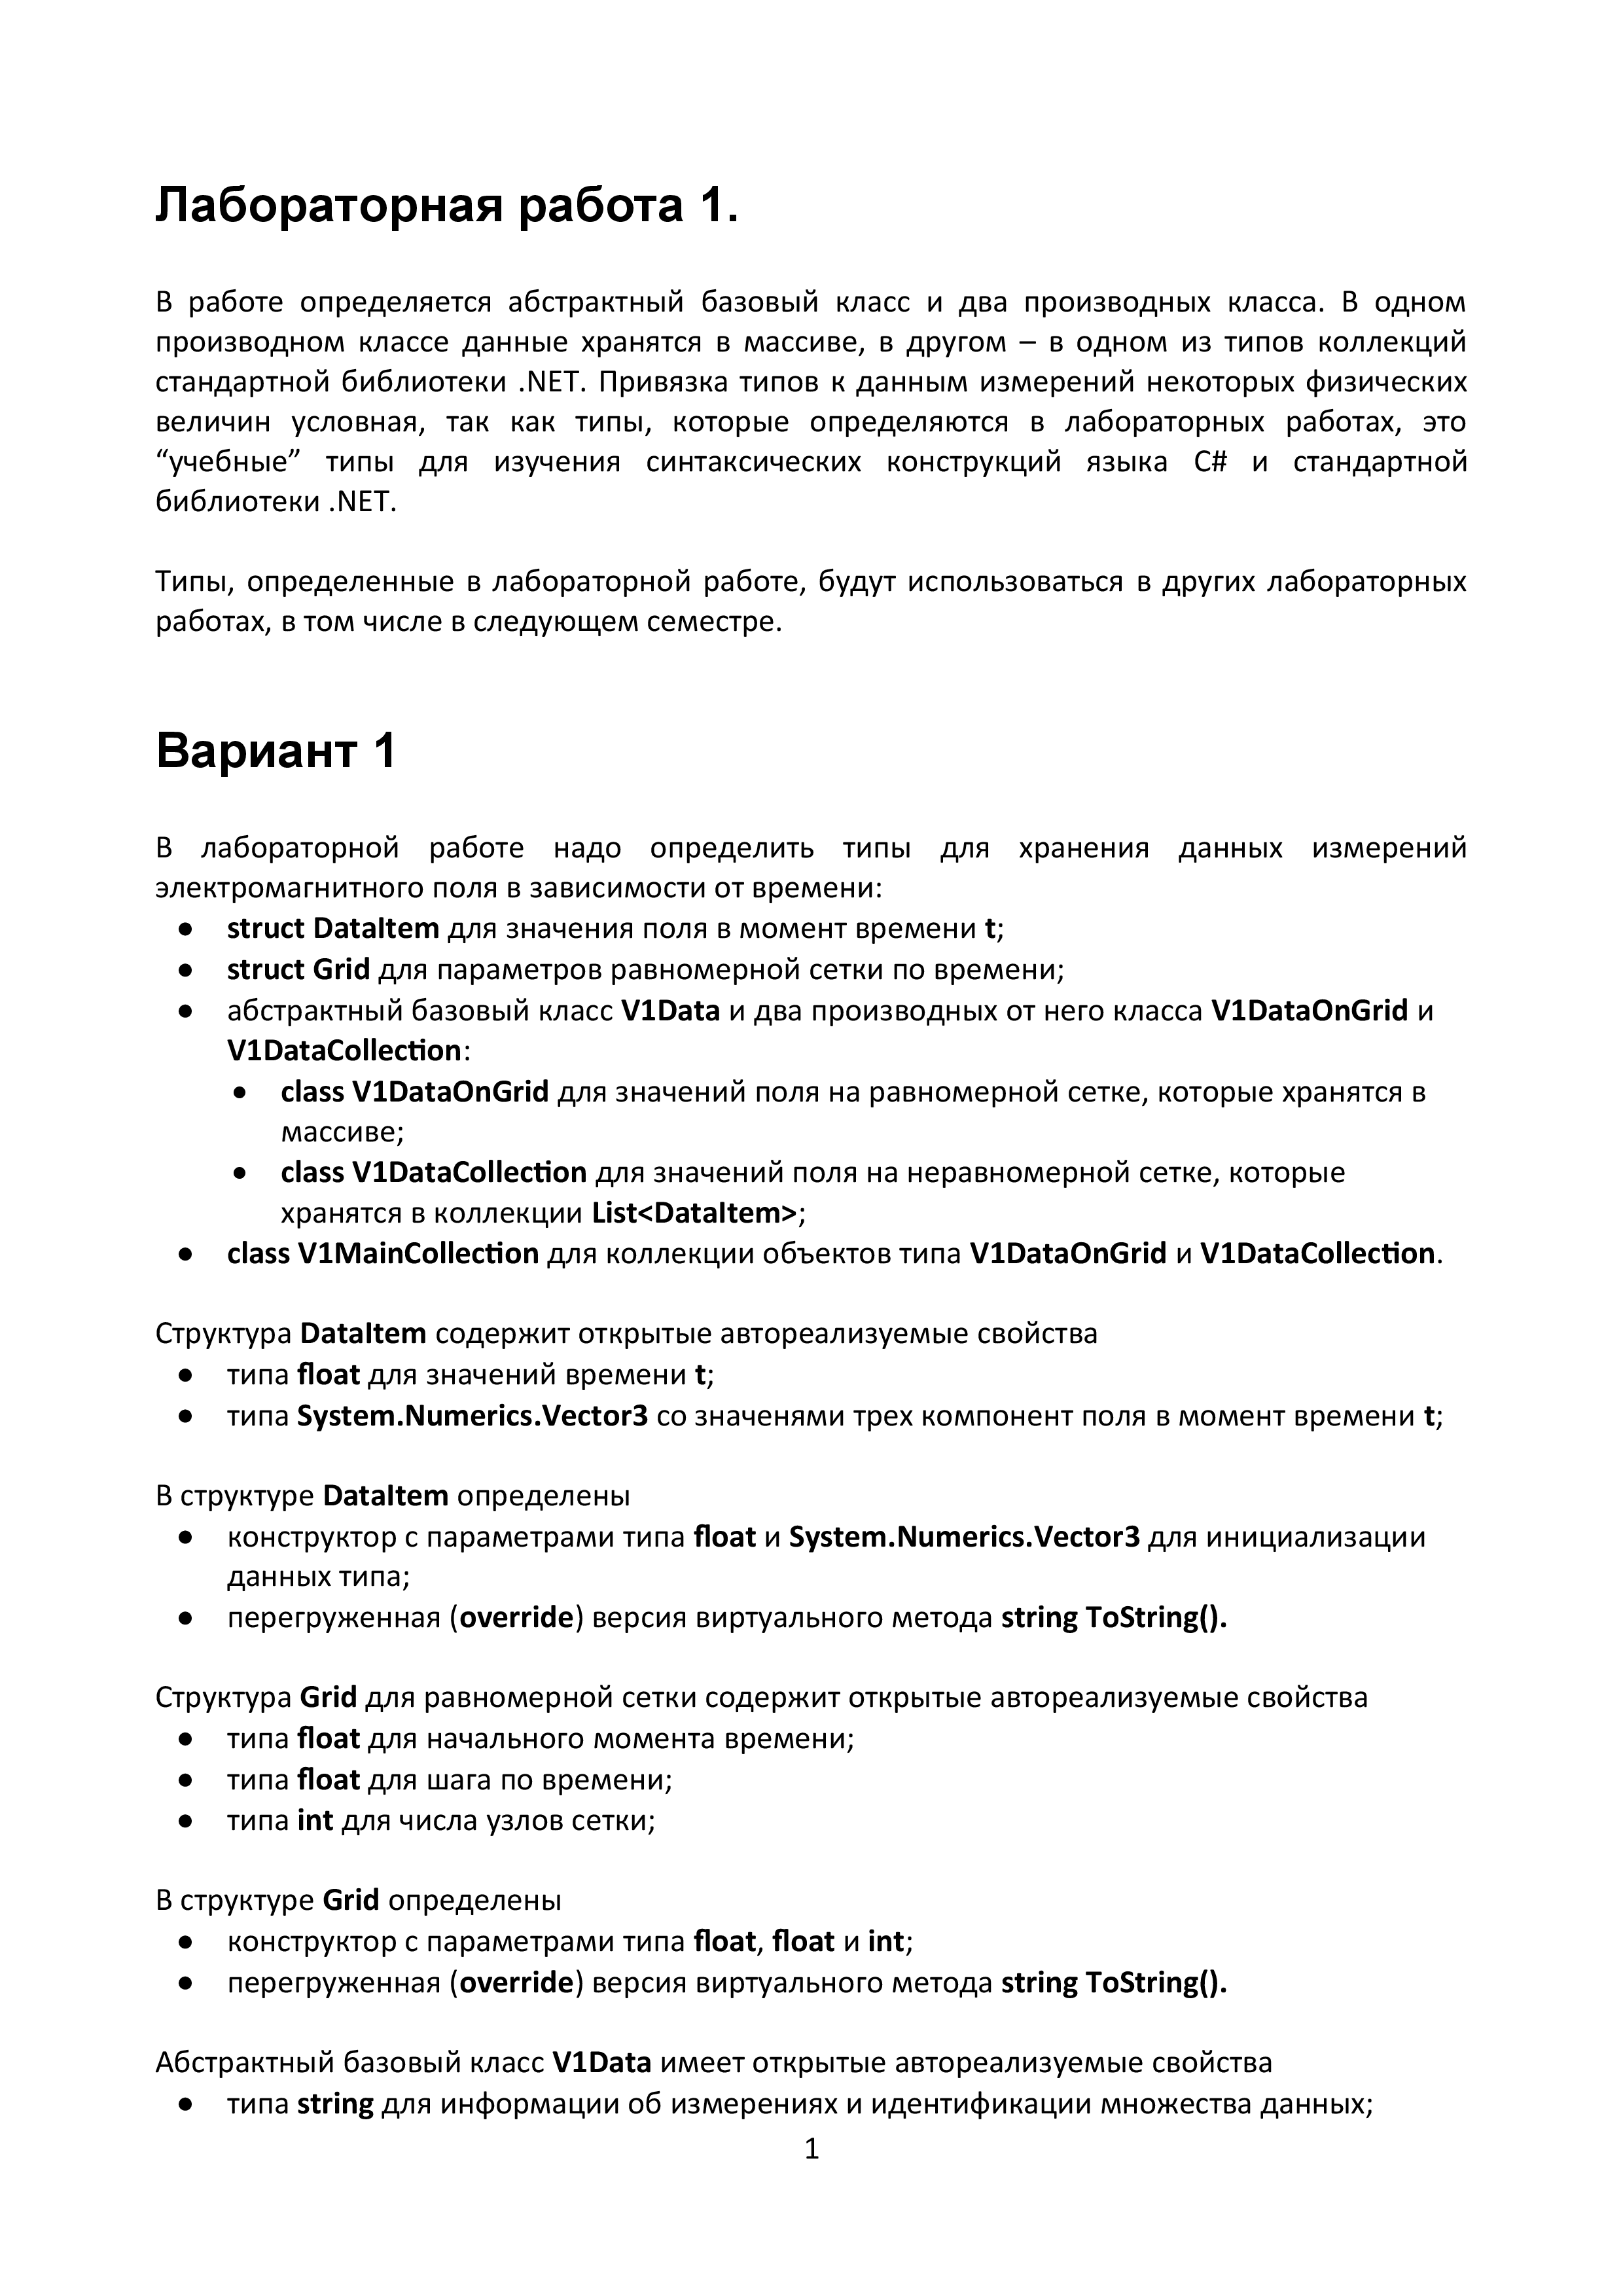 Лабораторная работа 1.
В работе определяется абстрактный базовый класс и два производных класса. В одном
производном классе данные хранятся в массиве, в другом – в одном из типов коллекций
стандартной библиотеки .NET. Привязка типов к данным измерений некоторых физических
величин условная, так как типы, которые определяются в лабораторных работах, это
“учебные” типы для изучения синтаксических конструкций языка C# и стандартной
библиотеки .NET.
Типы, определенные в лабораторной работе, будут использоваться в других лабораторных
работах, в том числе в следующем семестре.
Вариант 1
В лабораторной работе надо определить типы для хранения данных измерений
электромагнитного поля в зависимости от времени:
● struct DataItem для значения поля в момент времени t;
● struct Grid для параметров равномерной сетки по времени;
● абстрактный базовый класс V1Data и два производных от него класса V1DataOnGrid и
V1DataCollection:
● class V1DataOnGrid для значений поля на равномерной сетке, которые хранятся в
массиве;
● class V1DataCollection для значений поля на неравномерной сетке, которые
хранятся в коллекции List<DataItem>;
● class V1MainCollection для коллекции объектов типа V1DataOnGrid и V1DataCollection.
Структура DataItem содержит открытые автореализуемые свойства
● типа float для значений времени t;
● типа System.Numerics.Vector3 со значенями трех компонент поля в момент времени t;
В структуре DataItem определены
● конструктор с параметрами типа float и System.Numerics.Vector3 для инициализации
данных типа;
● перегруженная (override) версия виртуального метода string ToString().
Структура Grid для равномерной сетки содержит открытые автореализуемые свойства
● типа float для начального момента времени;
● типа float для шага по времени;
● типа int для числа узлов сетки;
В структуре Grid определены
● конструктор с параметрами типа float, float и int;
● перегруженная (override) версия виртуального метода string ToString().
Абстрактный базовый класс V1Data имеет открытые автореализуемые свойства
● типа string для информации об измерениях и идентификации множества данных;
1